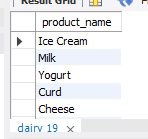 Result Grid
product_name
Ice Cream
Milk
Yogurt
Curd
Cheese
dairy 19